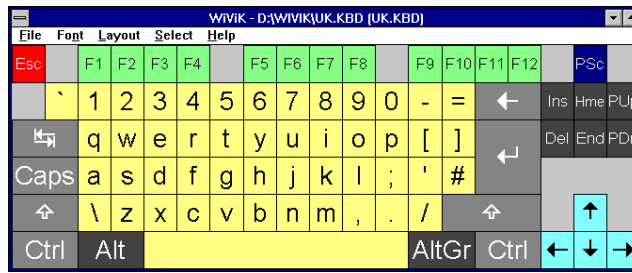 WiViK - D:\WIVIK\UK.KBD (UK.KBD)
File Font Layout Select Help
Esc F1 F2 F3 F4 F5 F6 F7 F8 F9 F10 F11 F12 PSc
` 1 2 3 4 5 6 7 8 9 0 - = ← Ins Hme PUp
↹ q w e r t y u i o p [ ] ↵ Del End PDn
Caps a s d f g h j k l ; ' #
⇧ \ z x c v b n m , . / ⇧ ↑
Ctrl Alt AltGr Ctrl ← ↓ →